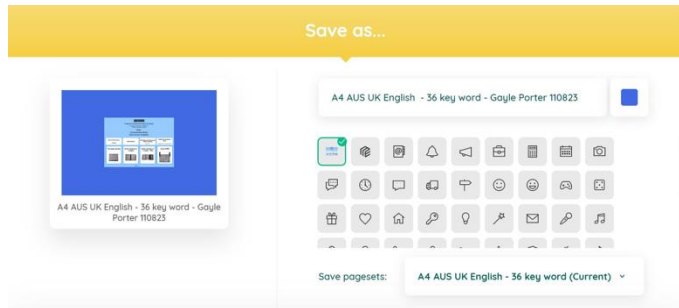 Save as...
A4 AUS UK English - 36 key word - Gayle Porter 110823
A4 AUS UK English - 36 key word - Gayle
Porter 110823
Save pagesets:
A4 AUS UK English - 36 key word (Current)